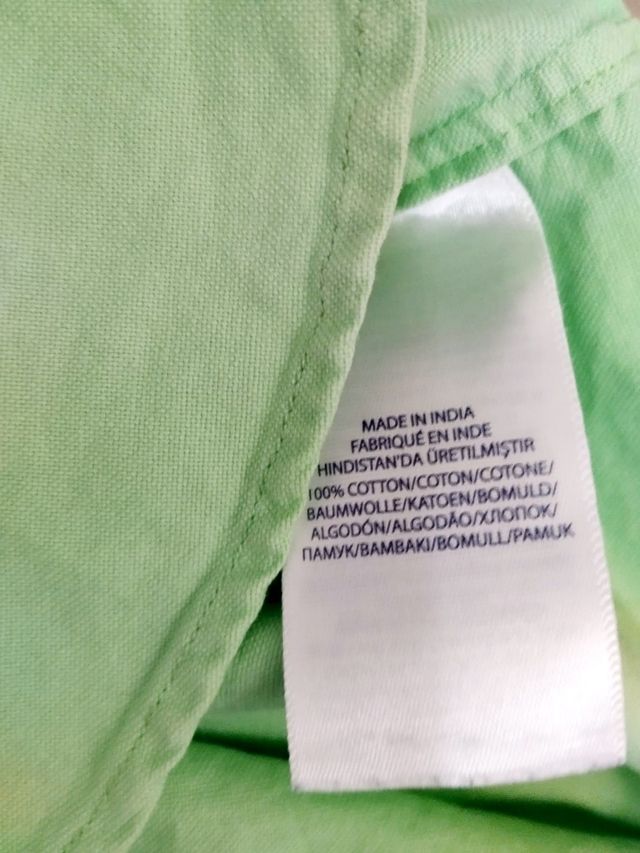 MADE IN INDIA
FABRIQUÉ EN INDE
HINDISTAN'DA ÜRETILMIŞTIR
100% COTTON/COTON/COTONE/
BAUMWOLLE/KATOEN/BOMULD/
ALGODÓN/ALGODÃO/ХЛОПОК/
ПАМУК/BAMBAKI/BOMULL/PAMUK